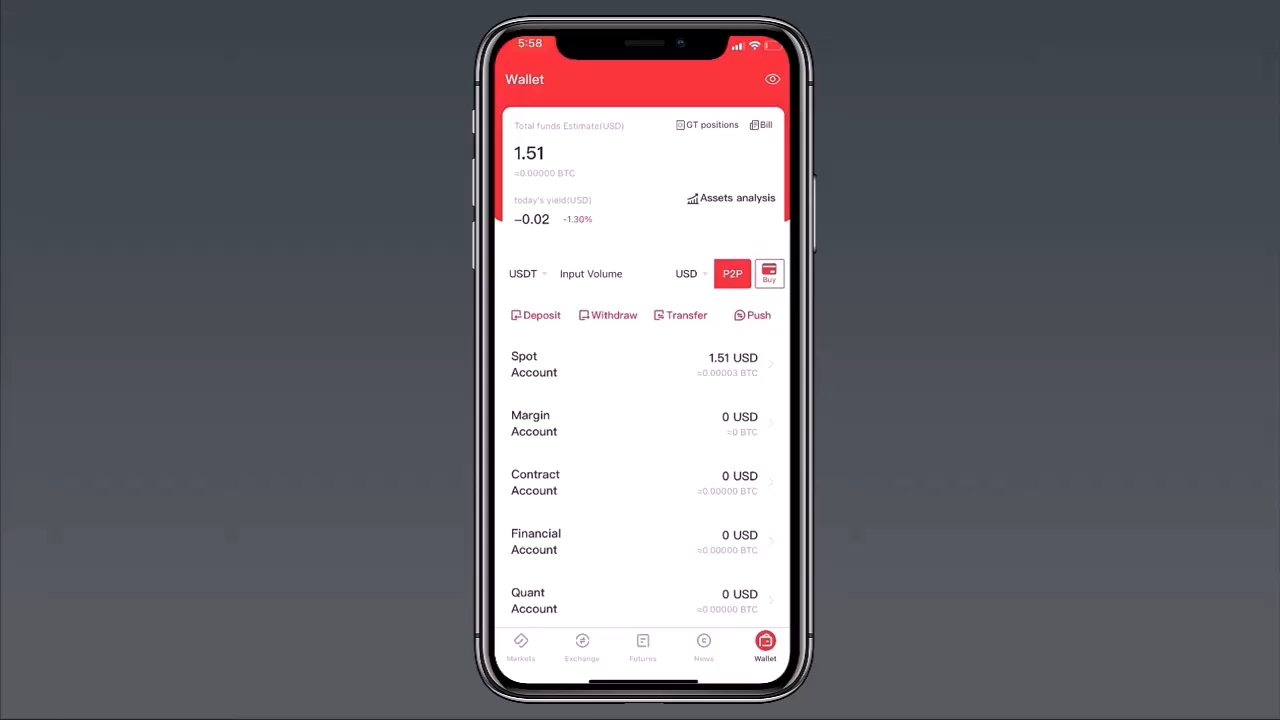 5:58
Wallet
Total funds Estimate(USD) GT positions Bill
1.51
≈0.00000 BTC
today's yield(USD) Assets analysis
−0.02 -1.30%
USDT Input Volume USD P2P Buy
Deposit Withdraw Transfer Push
Spot
Account
1.51 USD
≈0.00003 BTC
Margin
Account
0 USD
≈0 BTC
Contract
Account
0 USD
≈0.00000 BTC
Financial
Account
0 USD
≈0.00000 BTC
Quant
Account
0 USD
≈0.00000 BTC
Markets Exchange Futures News Wallet